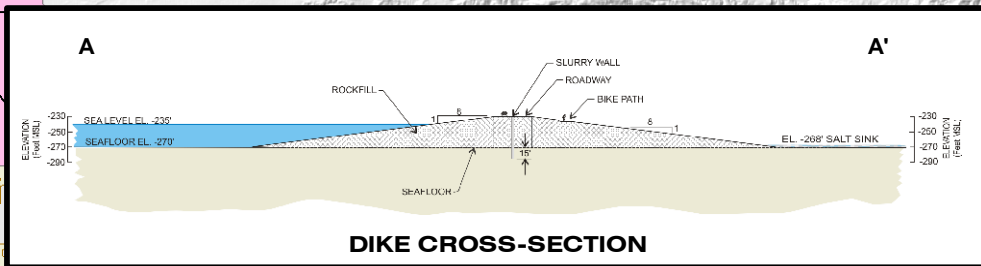 A
A'
SLURRY WALL
ROADWAY
BIKE PATH
ROCKFILL
6
1
6
1
-230
-250
-270
-290
ELEVATION
(Foot MSL)
SEA LEVEL EL. -235'
SEAFLOOR EL. -270'
15'
SEAFLOOR
EL. -268' SALT SINK
-230
-250
-270
-290
ELEVATION
(Feet MSL)
DIKE CROSS-SECTION